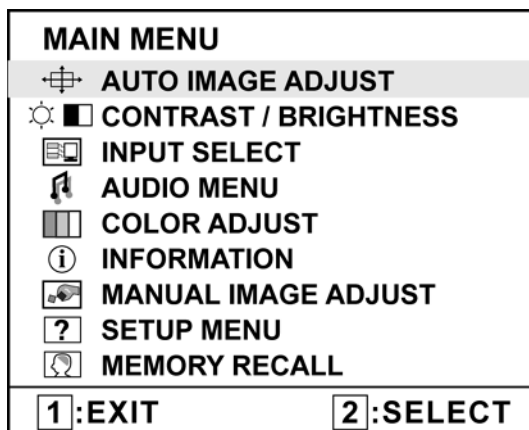 MAIN MENU
AUTO IMAGE ADJUST
CONTRAST / BRIGHTNESS
INPUT SELECT
AUDIO MENU
COLOR ADJUST
i INFORMATION
MANUAL IMAGE ADJUST
? SETUP MENU
MEMORY RECALL
1 :EXIT 2 :SELECT